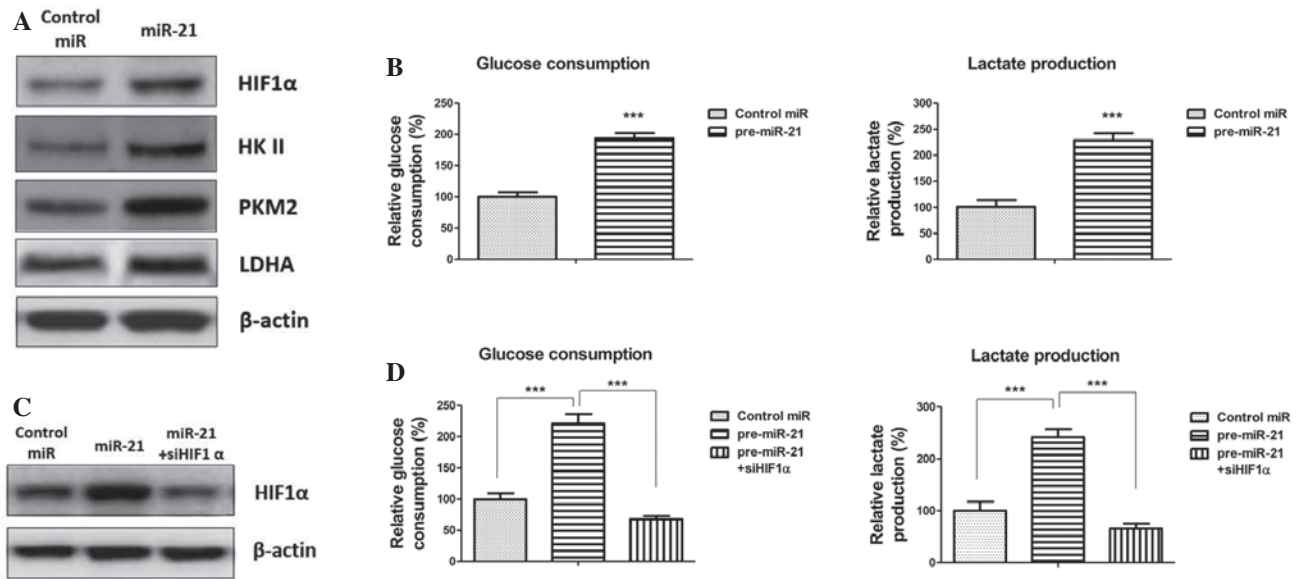 A
Control
miR
miR-21
HIF1α
HK II
PKM2
LDHA
β-actin
B
Glucose consumption
Relative glucose
consumption (%)
250
200
150
100
50
0
***
Control miR
pre-miR-21
Lactate production
Relative lactate
production (%)
300
250
200
150
100
50
0
***
Control miR
pre-miR-21
C
Control
miR
miR-21
miR-21
+siHIF1 α
HIF1α
β-actin
D
Glucose consumption
Relative glucose
consumption (%)
250
200
150
100
50
0
***
***
Control miR
pre-miR-21
pre-miR-21
+siHIF1α
Lactate production
Relative lactate
production (%)
300
200
100
0
***
***
Control miR
pre-miR-21
pre-miR-21
+siHIF1α